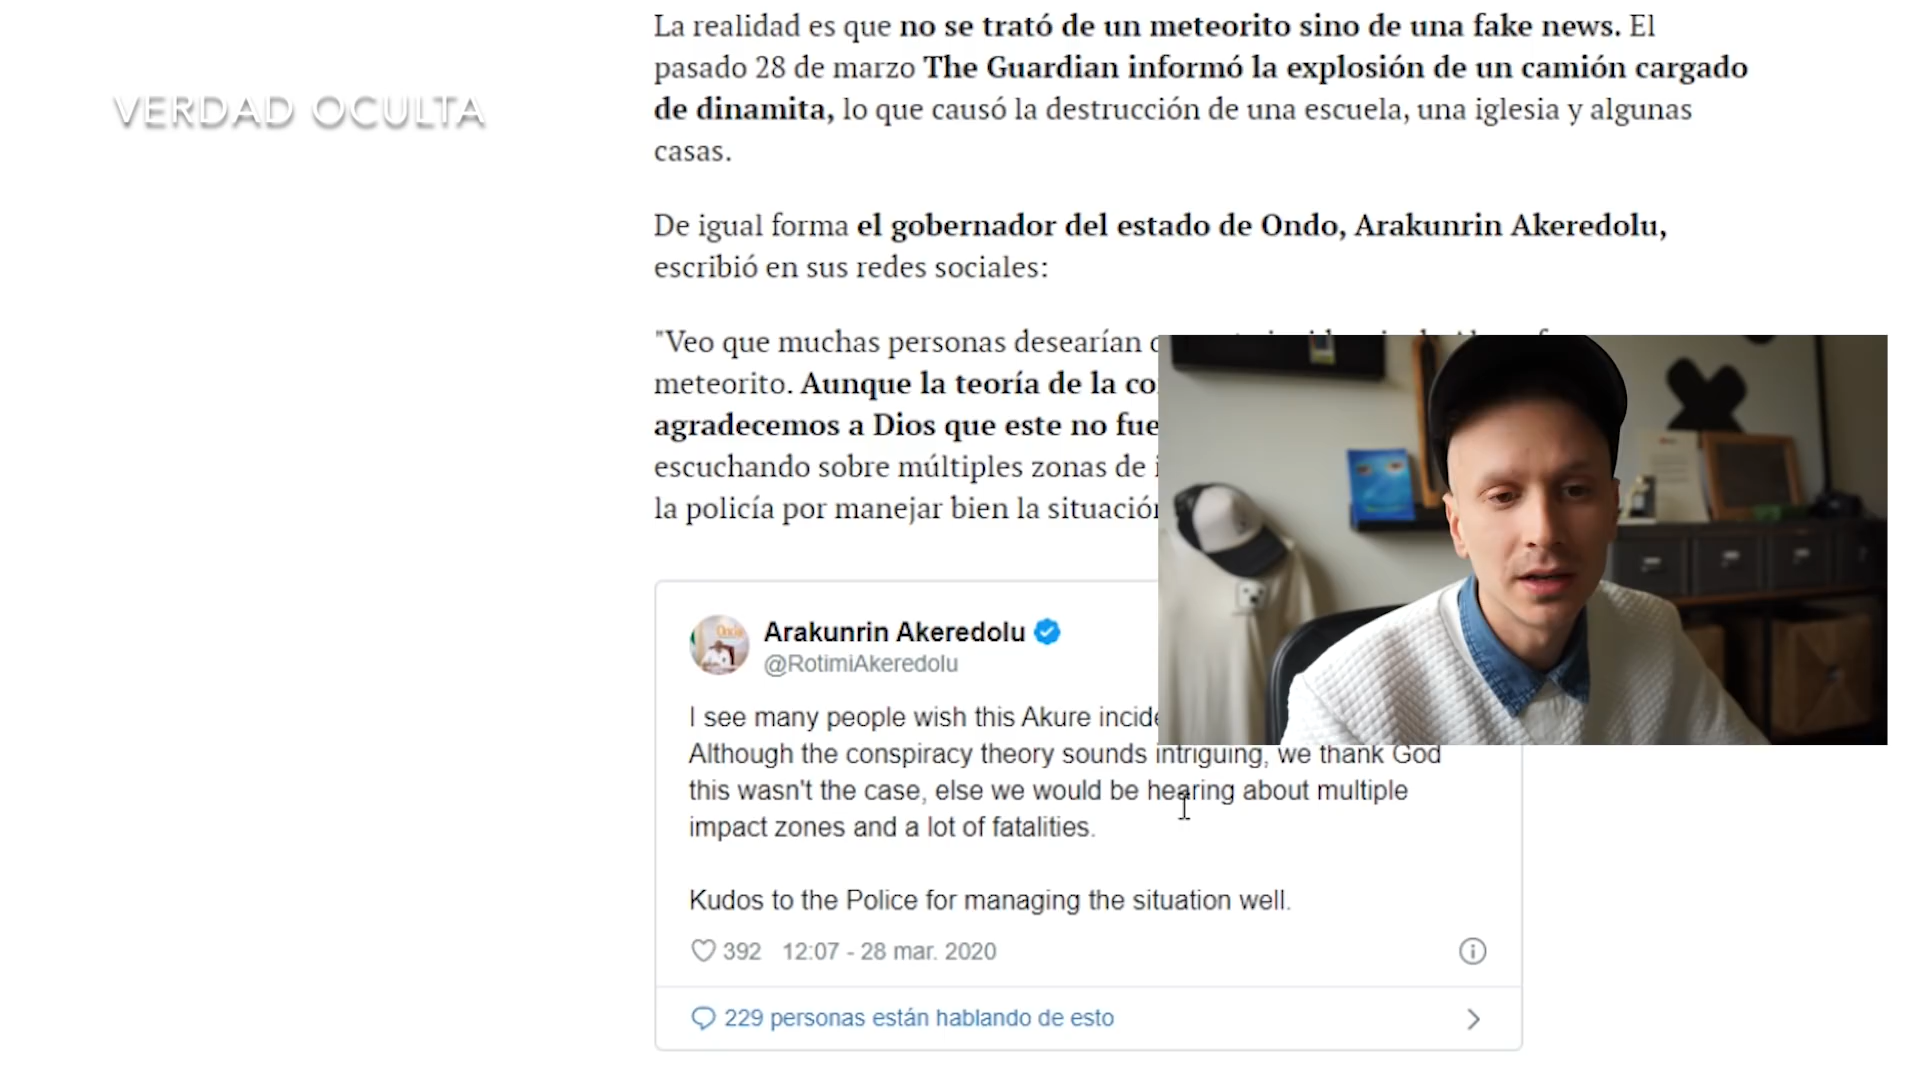 VERDAD OCULTA
La realidad es que no se trató de un meteorito sino de una fake news. El
pasado 28 de marzo The Guardian informó la explosión de un camión cargado
de dinamita, lo que causó la destrucción de una escuela, una iglesia y algunas
casas.
De igual forma el gobernador del estado de Ondo, Arakunrin Akeredolu,
escribió en sus redes sociales:
"Veo que muchas personas desearían
meteorito. Aunque la teoría de la
agradecemos a Dios que este no fue
escuchando sobre múltiples zonas de
la policía por manejar bien la
Arakunrin Akeredolu
@RotimiAkeredolu
I see many people wish this Akure
Although the conspiracy theory sounds intriguing, we thank God
this wasn't the case, else we would be hearing about multiple
impact zones and a lot of fatalities.
Kudos to the Police for managing the situation well.
392 12:07 - 28 mar. 2020
229 personas están hablando de esto